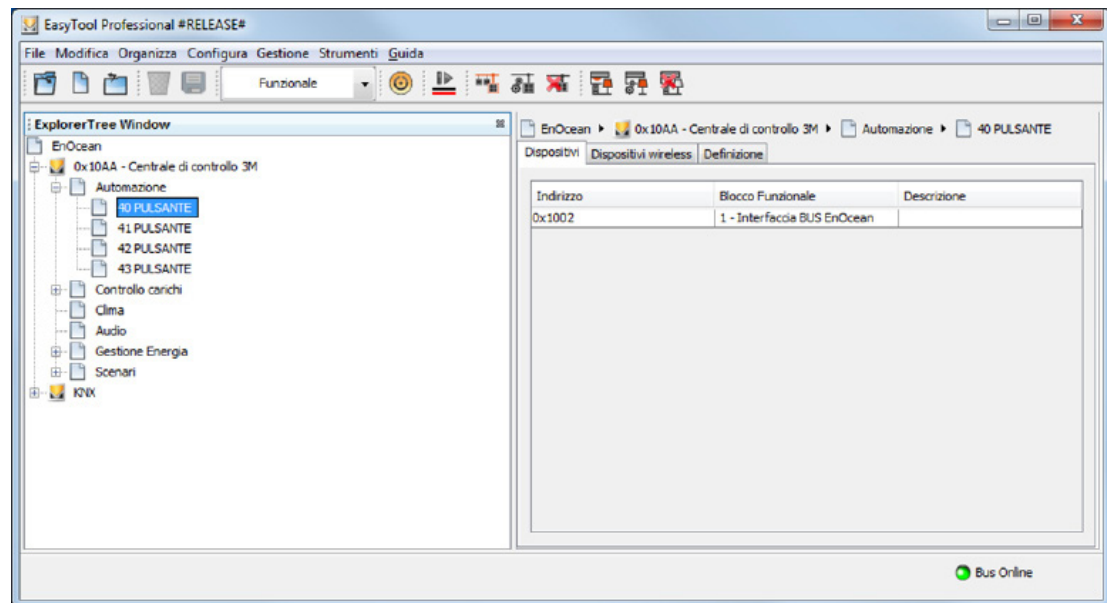 EasyTool Professional #RELEASE#
File Modifica Organizza Configura Gestione Strumenti Guida
Funzionale
ExplorerTree Window
EnOcean
0x10AA - Centrale di controllo 3M
Automazione
40 PULSANTE
41 PULSANTE
42 PULSANTE
43 PULSANTE
Controllo carichi
Clima
Audio
Gestione Energia
Scenari
KNX
EnOcean 0x10AA - Centrale di controllo 3M Automazione 40 PULSANTE
Dispositivi Dispositivi wireless Definizione
Indirizzo Blocco Funzionale Descrizione
0x1002 1 - Interfaccia BUS EnOcean
Bus Online